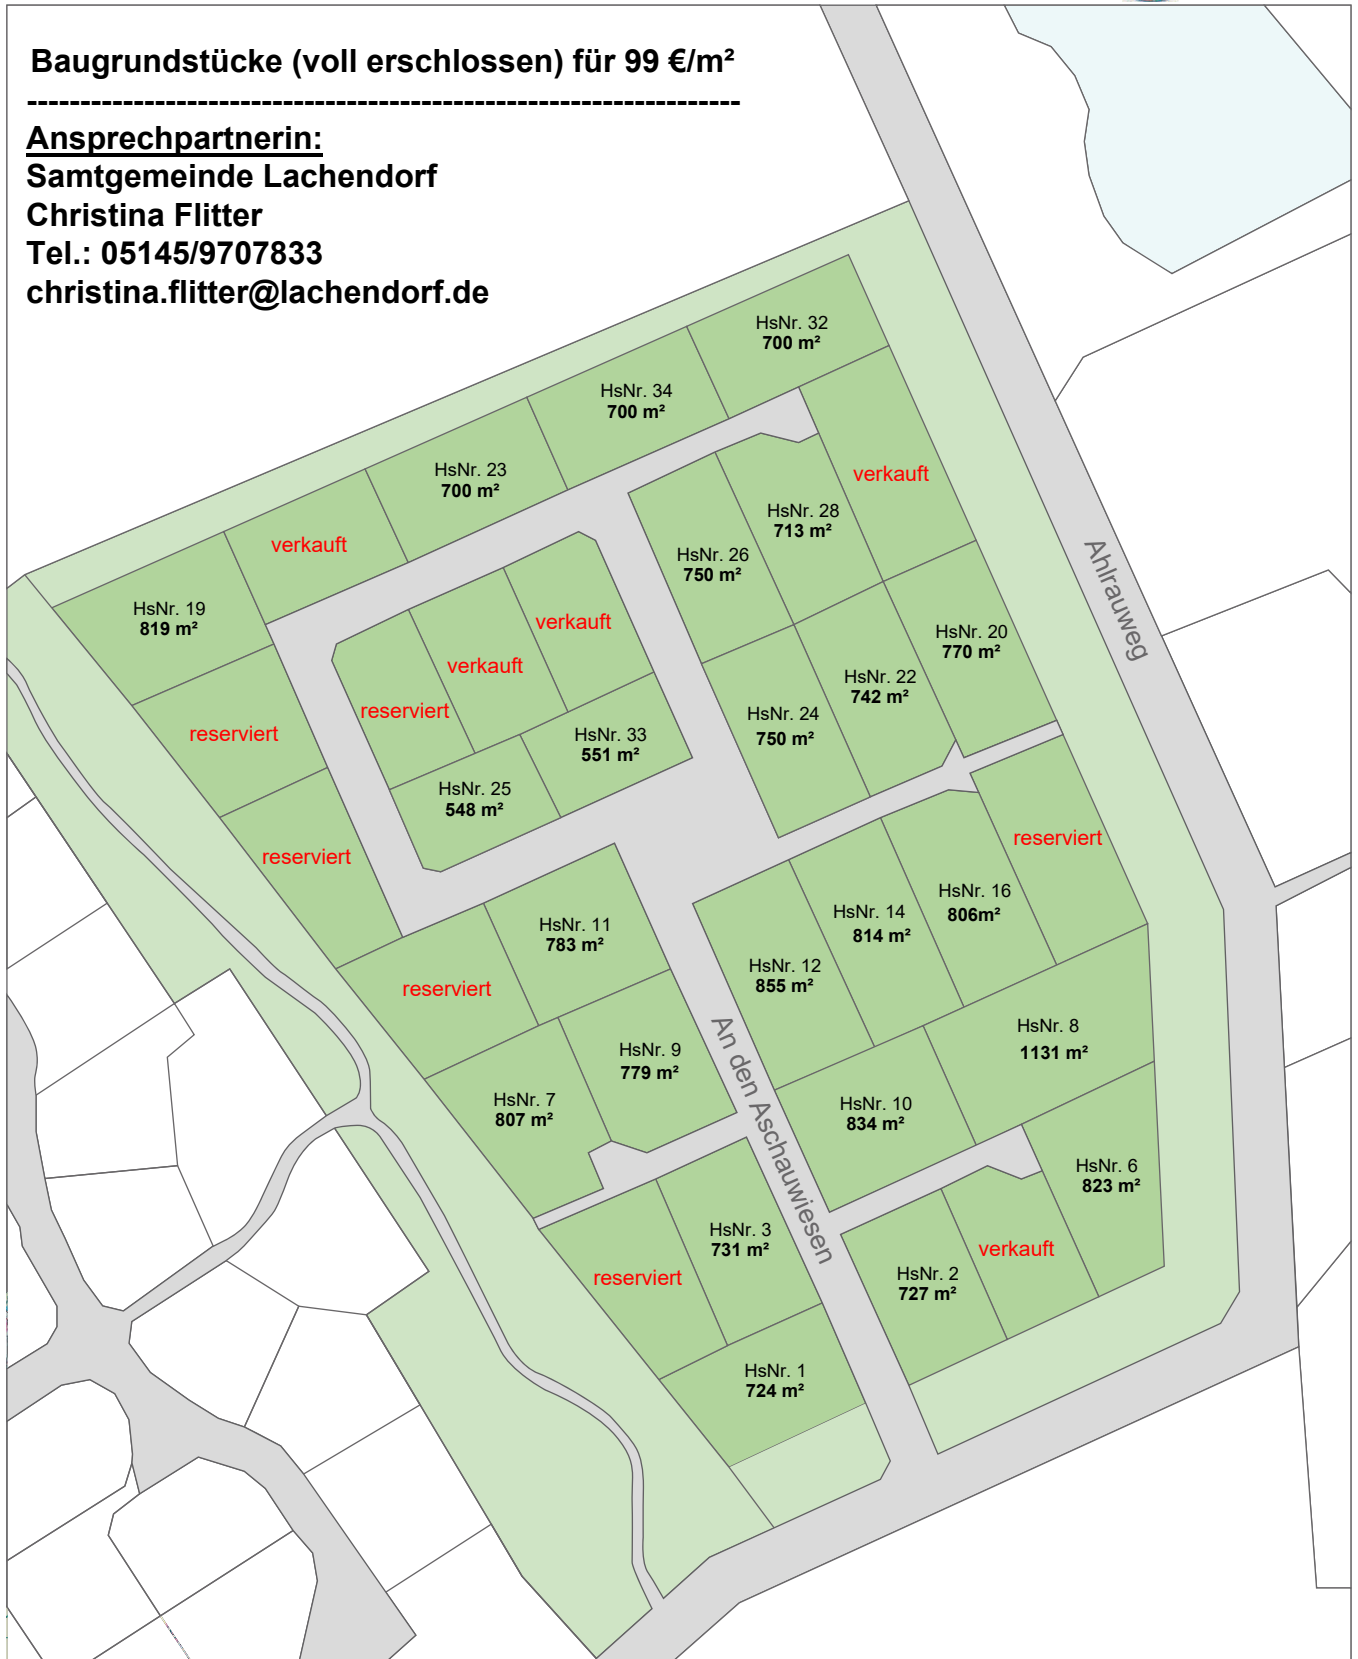 Baugrundstücke (voll erschlossen) für 99 €/m²
------------------------------------------------------------------
Ansprechpartnerin:
Samtgemeinde Lachendorf
Christina Flitter
Tel.: 05145/9707833
christina.flitter@lachendorf.de
HsNr. 32
700 m²
HsNr. 34
700 m²
HsNr. 23
700 m²
verkauft
HsNr. 19
819 m²
verkauft
HsNr. 28
713 m²
HsNr. 26
750 m²
verkauft
verkauft
reserviert
HsNr. 20
770 m²
HsNr. 22
742 m²
HsNr. 24
750 m²
reserviert
HsNr. 33
551 m²
HsNr. 25
548 m²
reserviert
Ahlrauweg
reserviert
HsNr. 16
806m²
HsNr. 14
814 m²
HsNr. 12
855 m²
HsNr. 11
783 m²
reserviert
HsNr. 9
779 m²
HsNr. 7
807 m²
An den Aschauwiesen
HsNr. 8
1131 m²
HsNr. 10
834 m²
HsNr. 6
823 m²
verkauft
HsNr. 2
727 m²
HsNr. 3
731 m²
reserviert
HsNr. 1
724 m²